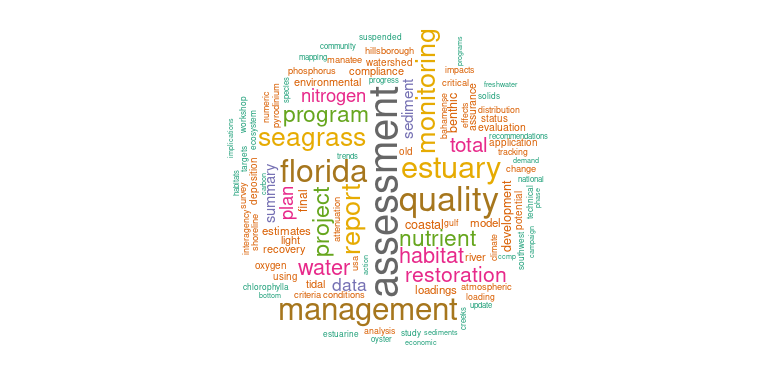 suspended
community
hillsborough
monitoring
programs
mapping
manatee
watershed
phosphorus
compliance
impacts
progress
environmental
critical
freshwater
species
nitrogen
assessment
sediment
solids
numeric
pyrodinium
program
bahamense
benthic
effects
assurance
distribution
status
workshop
ecosystem
seagrass
evaluation
recommendations
implications
total
application
targets
trends
old
tracking
demand
habitats
deposition
carbon
summary
florida
estuary
change
national
survey
plan
final
quality
development
potential
technical
phase
interagency
shoreline
project
attenuation
report
coastal
gulf
model
estimates
light
nutrient
climate
southwest
campaign
recovery
habitat
river
ccmp
oxygen
water
usa
action
restoration
using
chlorophylla
tidal
data
loadings
atmospheric
bottom
criteria
conditions
loading
management
update
creeks
estuarine
analysis
study
sediments
oyster
economic